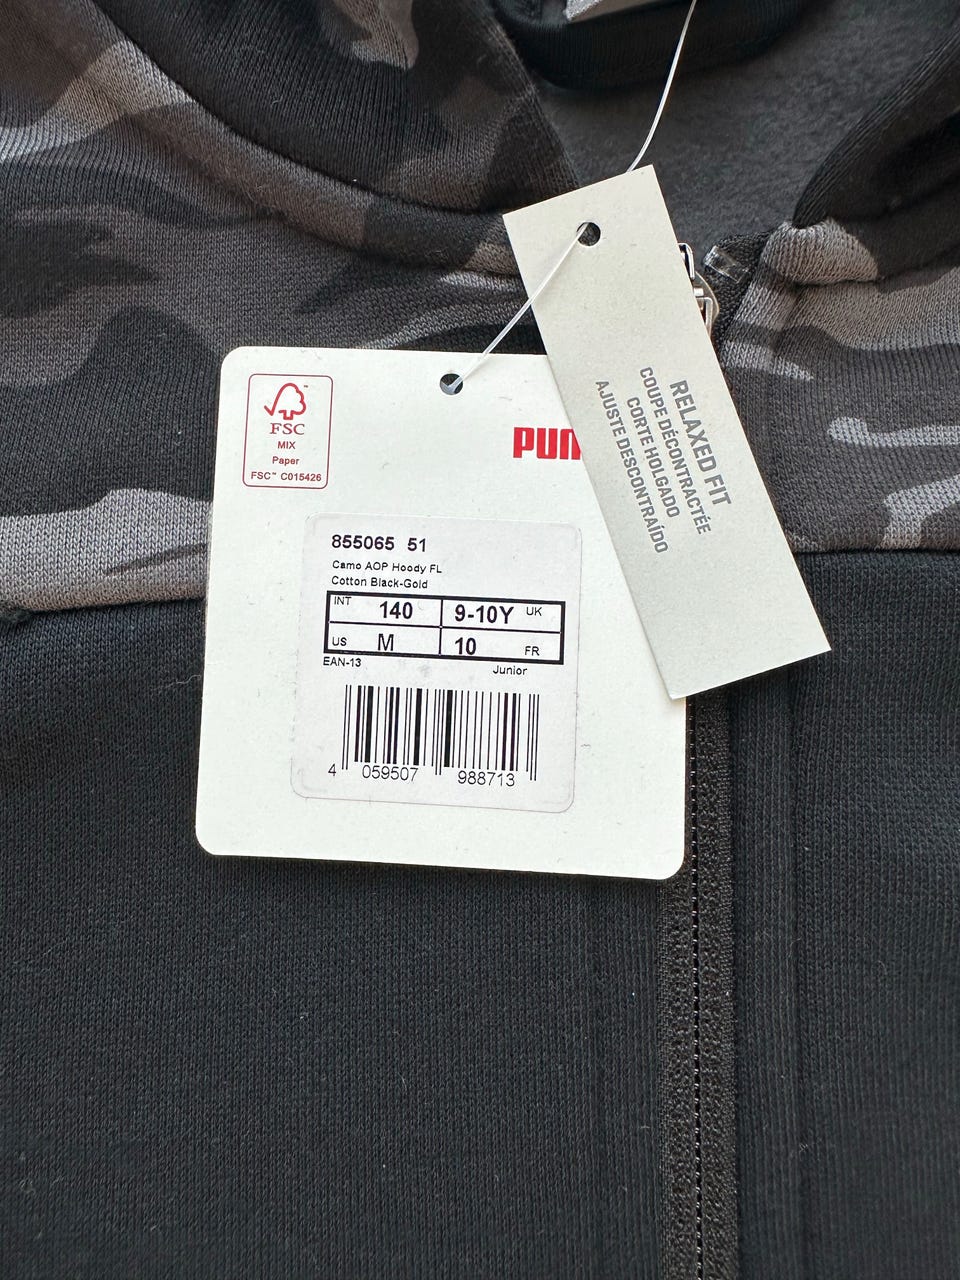 FSC™
MIX
Paper
FSC™ C015426
PUM
855065 51
Camo AOP Hoody FL
Cotton Black-Gold
INT 140 9-10Y UK
US M 10 FR
EAN-13 Junior
4 059507 988713
RELAXED FIT
COUPE DÉCONTRACTÉE
CORTE HOLGADO
AJUSTE DESCONTRAÍDO